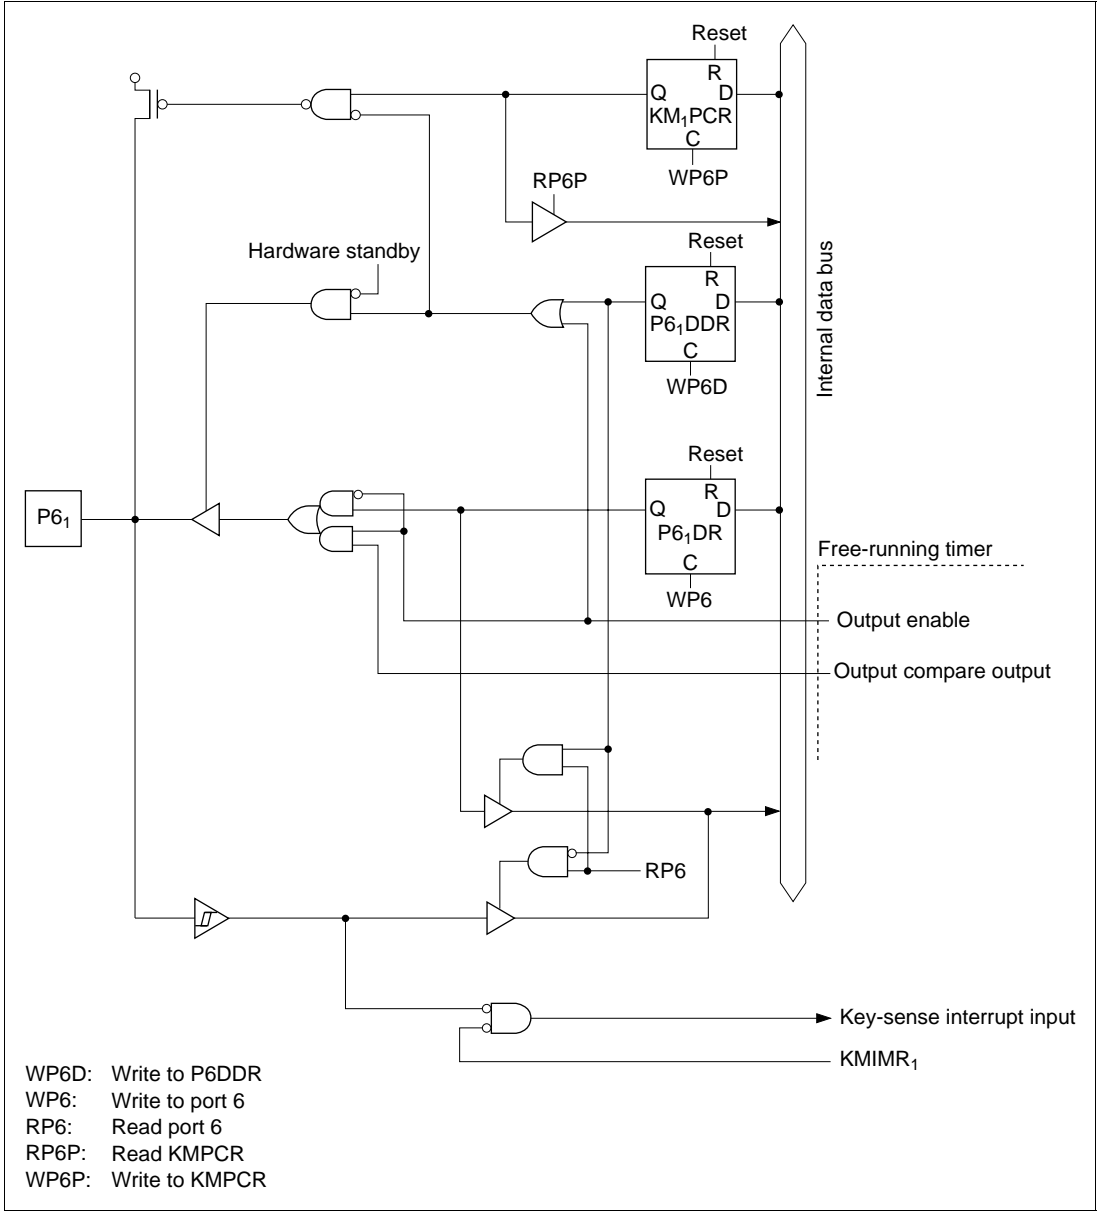 Reset
R
Q D
KM₁PCR
C
WP6P
RP6P
Hardware standby
Reset
R
Q D
P6₁DDR
C
WP6D
Internal data bus
Reset
R
Q D
P6₁DR
C
WP6
P6₁
Free-running timer
Output enable
Output compare output
RP6
Key-sense interrupt input
KMIMR₁
WP6D: Write to P6DDR
WP6: Write to port 6
RP6: Read port 6
RP6P: Read KMPCR
WP6P: Write to KMPCR